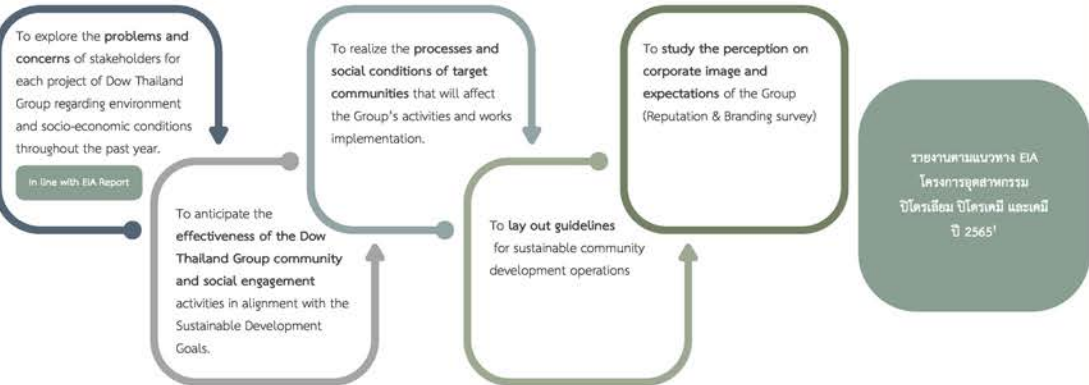 To explore the problems and
concerns of stakeholders for
each project of Dow Thailand
Group regarding environment
and socio-economic conditions
throughout the past year.
In line with EIA Report
To anticipate the
effectiveness of the Dow
Thailand Group community
and social engagement
activities in alignment with the
Sustainable Development
Goals.
To realize the processes and
social conditions of target
communities that will affect
the Group's activities and works
implementation.
To lay out guidelines
for sustainable community
development operations
To study the perception on
corporate image and
expectations of the Group
(Reputation & Branding survey)
รายงานตามแนวทาง EIA
โครงการอุตสาหกรรม
ปิโตรเลียม ปิโตรเคมี และเคมี
ปี 2565¹